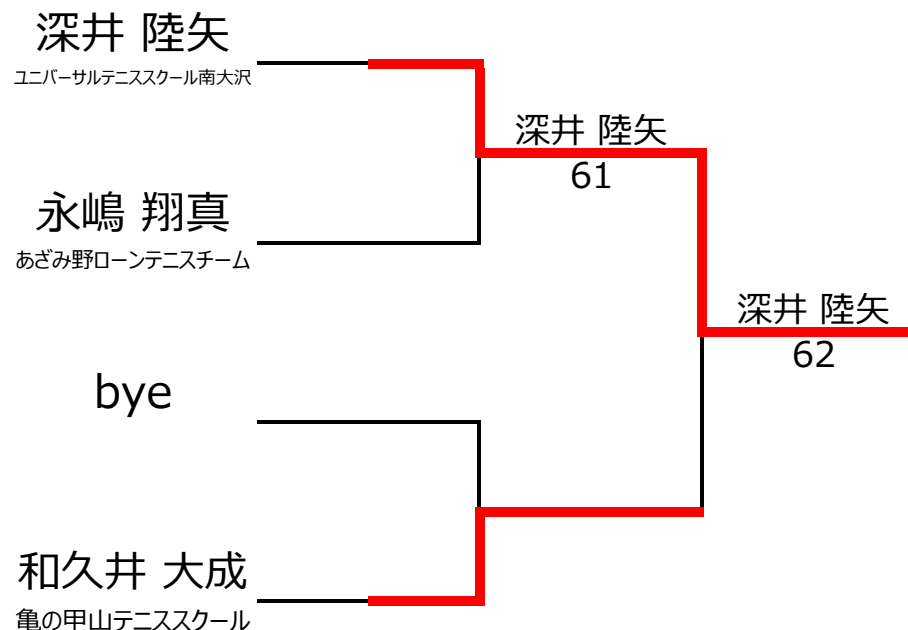 深井 陸矢
ユニバーサルテニススクール南大沢
深井 陸矢
61
永嶋 翔真
あざみ野ローンテニスチーム
深井 陸矢
62
bye
和久井 大成
亀の甲山テニススクール